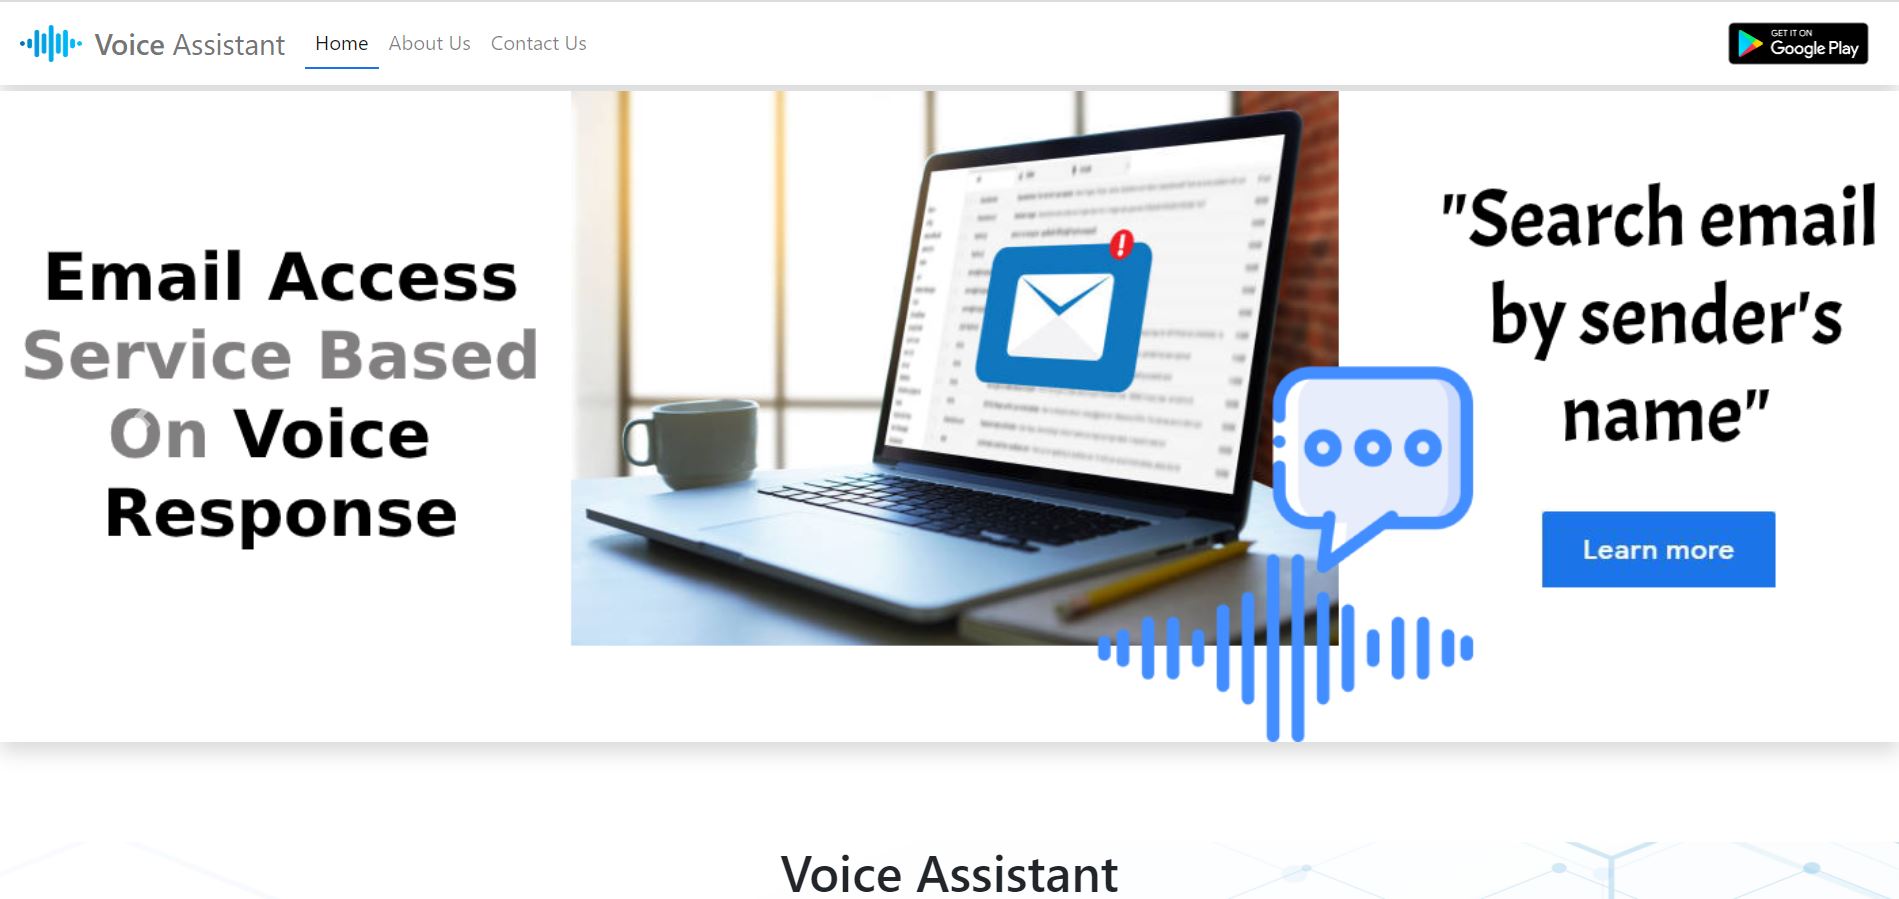 Voice Assistant
Home
About Us
Contact Us
GET IT ON
Google Play
Email Access
Service Based
On Voice
Response
"Search email
by sender's
name"
Learn more
Voice Assistant